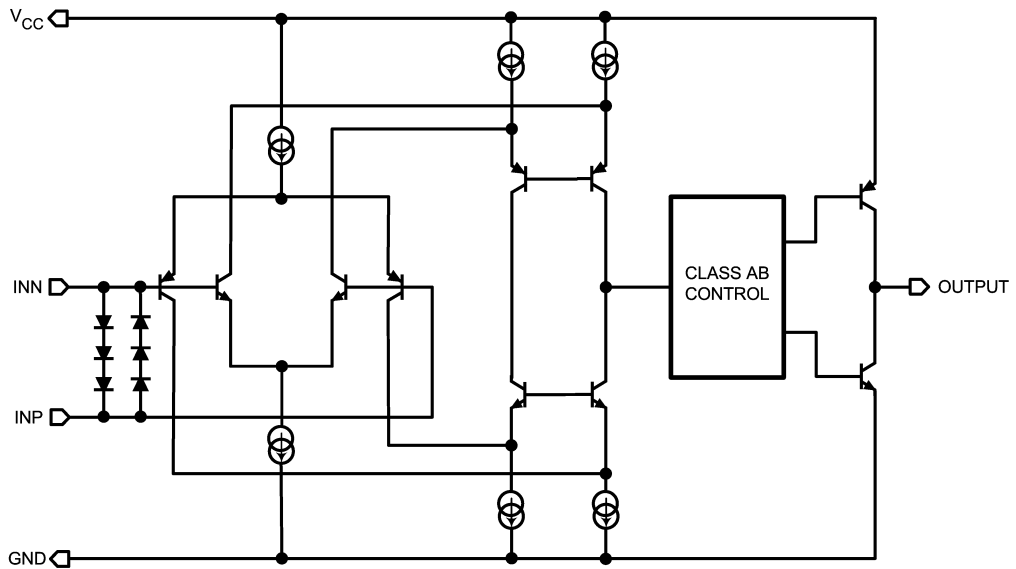 VCC
INN
CLASS AB
CONTROL
OUTPUT
INP
GND